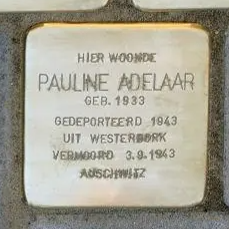 HIER WOONDE
PAULINE ADELAAR
GEB. 1933
GEDEPORTEERD 1943
UIT WESTERBORK
VERMOORD 3.9.1943
AUSCHWITZ